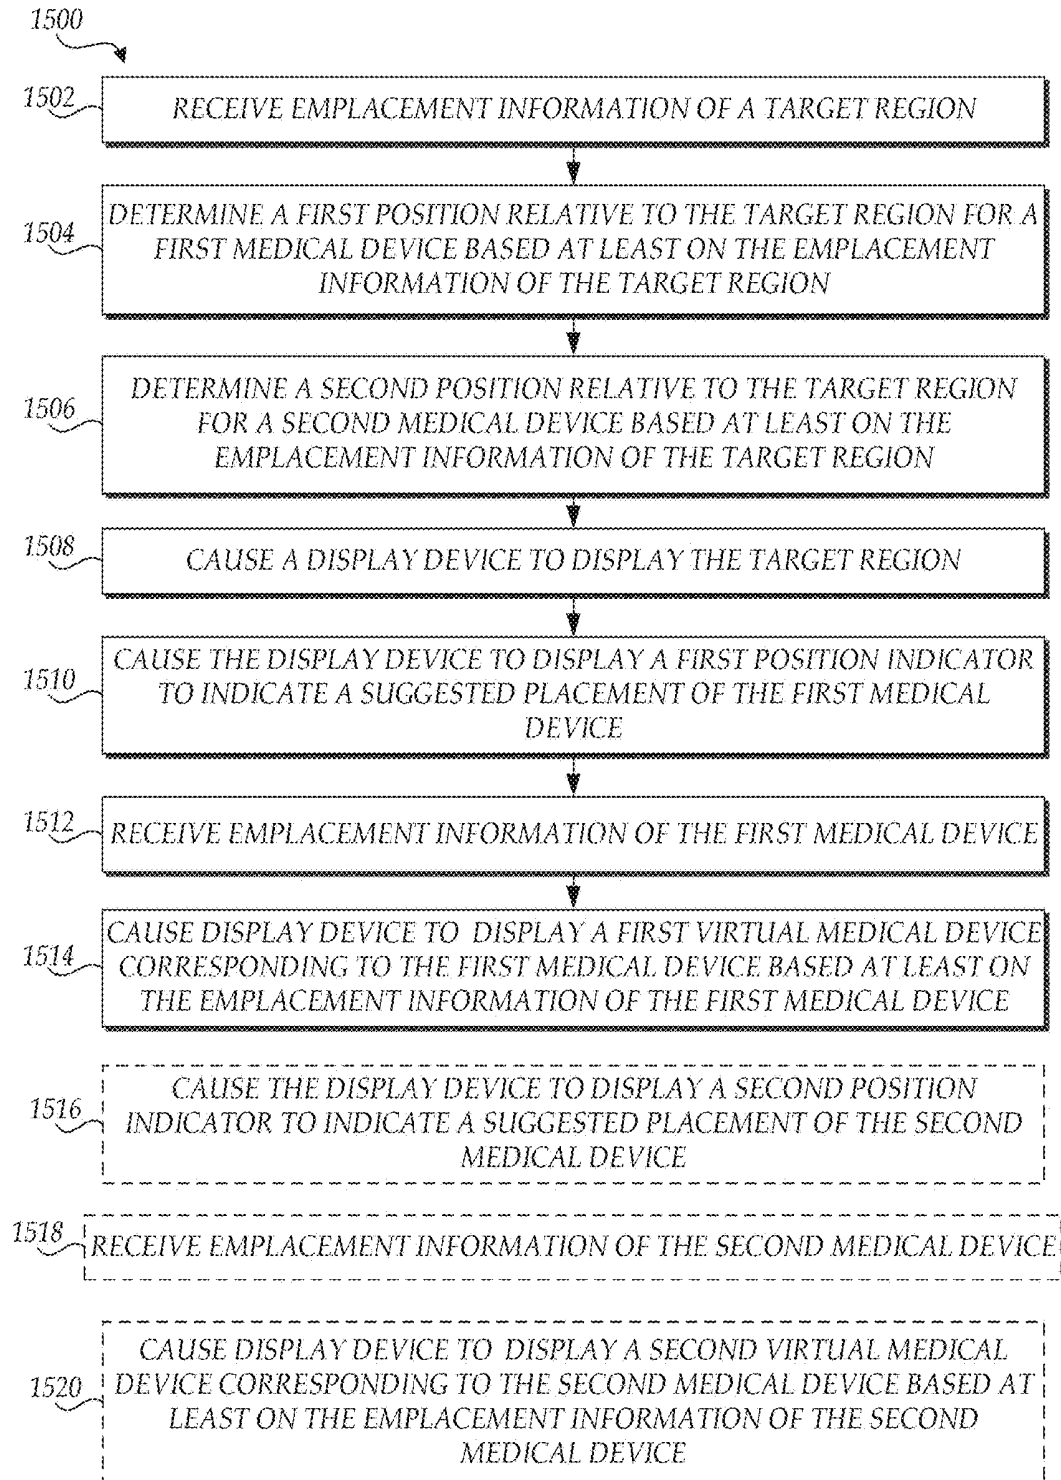 1500
1502
RECEIVE EMPLACEMENT INFORMATION OF A TARGET REGION
1504
DETERMINE A FIRST POSITION RELATIVE TO THE TARGET REGION FOR A
FIRST MEDICAL DEVICE BASED AT LEAST ON THE EMPLACEMENT
INFORMATION OF THE TARGET REGION
1506
DETERMINE A SECOND POSITION RELATIVE TO THE TARGET REGION
FOR A SECOND MEDICAL DEVICE BASED AT LEAST ON THE
EMPLACEMENT INFORMATION OF THE TARGET REGION
1508
CAUSE A DISPLAY DEVICE TO DISPLAY THE TARGET REGION
1510
CAUSE THE DISPLAY DEVICE TO DISPLAY A FIRST POSITION INDICATOR
TO INDICATE A SUGGESTED PLACEMENT OF THE FIRST MEDICAL
DEVICE
1512
RECEIVE EMPLACEMENT INFORMATION OF THE FIRST MEDICAL DEVICE
1514
CAUSE DISPLAY DEVICE TO DISPLAY A FIRST VIRTUAL MEDICAL DEVICE
CORRESPONDING TO THE FIRST MEDICAL DEVICE BASED AT LEAST ON
THE EMPLACEMENT INFORMATION OF THE FIRST MEDICAL DEVICE
1516
CAUSE THE DISPLAY DEVICE TO DISPLAY A SECOND POSITION
INDICATOR TO INDICATE A SUGGESTED PLACEMENT OF THE SECOND
MEDICAL DEVICE
1518
RECEIVE EMPLACEMENT INFORMATION OF THE SECOND MEDICAL DEVICE
1520
CAUSE DISPLAY DEVICE TO DISPLAY A SECOND VIRTUAL MEDICAL
DEVICE CORRESPONDING TO THE SECOND MEDICAL DEVICE BASED AT
LEAST ON THE EMPLACEMENT INFORMATION OF THE SECOND
MEDICAL DEVICE